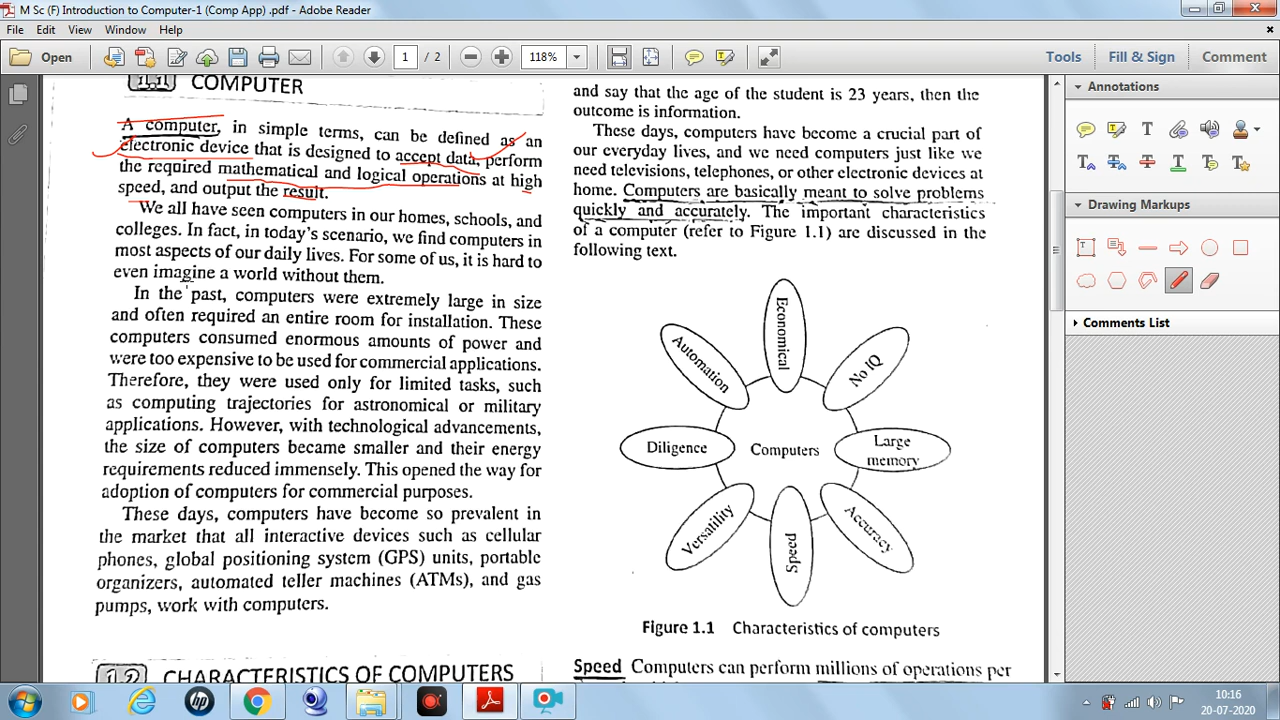 M Sc (F) Introduction to Computer-1 (Comp App) .pdf - Adobe Reader
File Edit View Window Help
Open 1 / 2 118% Tools Fill & Sign Comment
1.1 COMPUTER
A computer, in simple terms, can be defined as an
electronic device that is designed to accept data, perform
the required mathematical and logical operations at high
speed, and output the result.
We all have seen computers in our homes, schools, and
colleges. In fact, in today's scenario, we find computers in
most aspects of our daily lives. For some of us, it is hard to
even imagine a world without them.
In the past, computers were extremely large in size
and often required an entire room for installation. These
computers consumed enormous amounts of power and
were too expensive to be used for commercial applications.
Therefore, they were used only for limited tasks, such
as computing trajectories for astronomical or military
applications. However, with technological advancements,
the size of computers became smaller and their energy
requirements reduced immensely. This opened the way for
adoption of computers for commercial purposes.
These days, computers have become so prevalent in
the market that all interactive devices such as cellular
phones, global positioning system (GPS) units, portable
organizers, automated teller machines (ATMs), and gas
pumps, work with computers.
1.2 CHARACTERISTICS OF COMPUTERS
and say that the age of the student is 23 years, then the
outcome is information.
These days, computers have become a crucial part of
our everyday lives, and we need computers just like we
need televisions, telephones, or other electronic devices at
home. Computers are basically meant to solve problems
quickly and accurately. The important characteristics
of a computer (refer to Figure 1.1) are discussed in the
following text.
Economical
Automation
No IQ
Diligence
Computers
Large
memory
Versatility
Speed
Accuracy
Figure 1.1 Characteristics of computers
Speed Computers can perform millions of operations per
Annotations
Drawing Markups
Comments List
10:16
20-07-2020